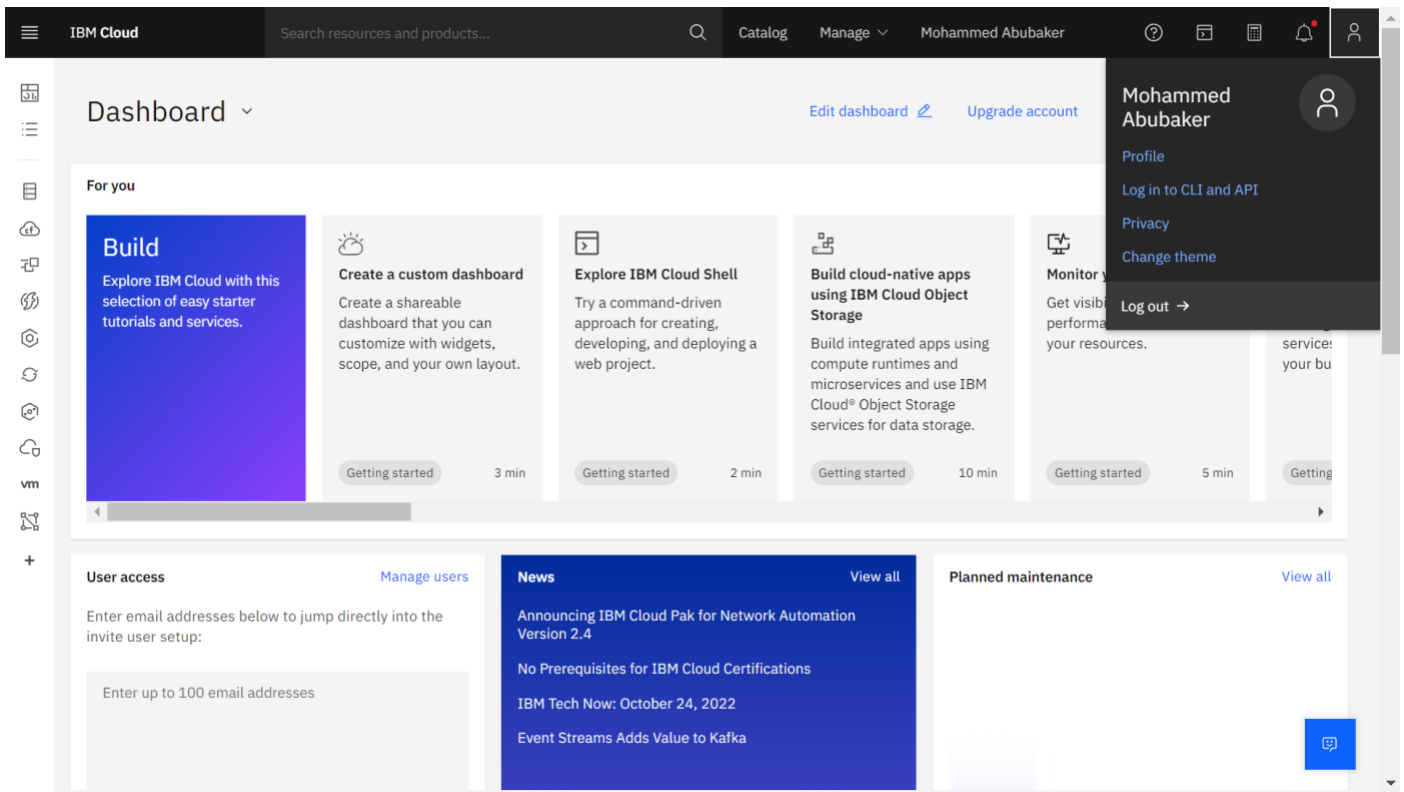 IBM Cloud
Search resources and products...
Catalog
Manage
Mohammed Abubaker
Mohammed
Abubaker
Profile
Log in to CLI and API
Privacy
Change theme
Log out →
Dashboard
Edit dashboard
Upgrade account
For you
Build
Explore IBM Cloud with this
selection of easy starter
tutorials and services.
Create a custom dashboard
Create a shareable
dashboard that you can
customize with widgets,
scope, and your own layout.
Getting started
3 min
Explore IBM Cloud Shell
Try a command-driven
approach for creating,
developing, and deploying a
web project.
Getting started
2 min
Build cloud-native apps
using IBM Cloud Object
Storage
Build integrated apps using
compute runtimes and
microservices and use IBM
Cloud® Object Storage
services for data storage.
Getting started
10 min
Monitor
Get
your resources.
Getting started
5 min
your
vm
User access
Manage users
Enter email addresses below to jump directly into the
invite user setup:
Enter up to 100 email addresses
News
View all
Announcing IBM Cloud Pak for Network Automation
Version 2.4
No Prerequisites for IBM Cloud Certifications
IBM Tech Now: October 24, 2022
Event Streams Adds Value to Kafka
Planned maintenance
View all